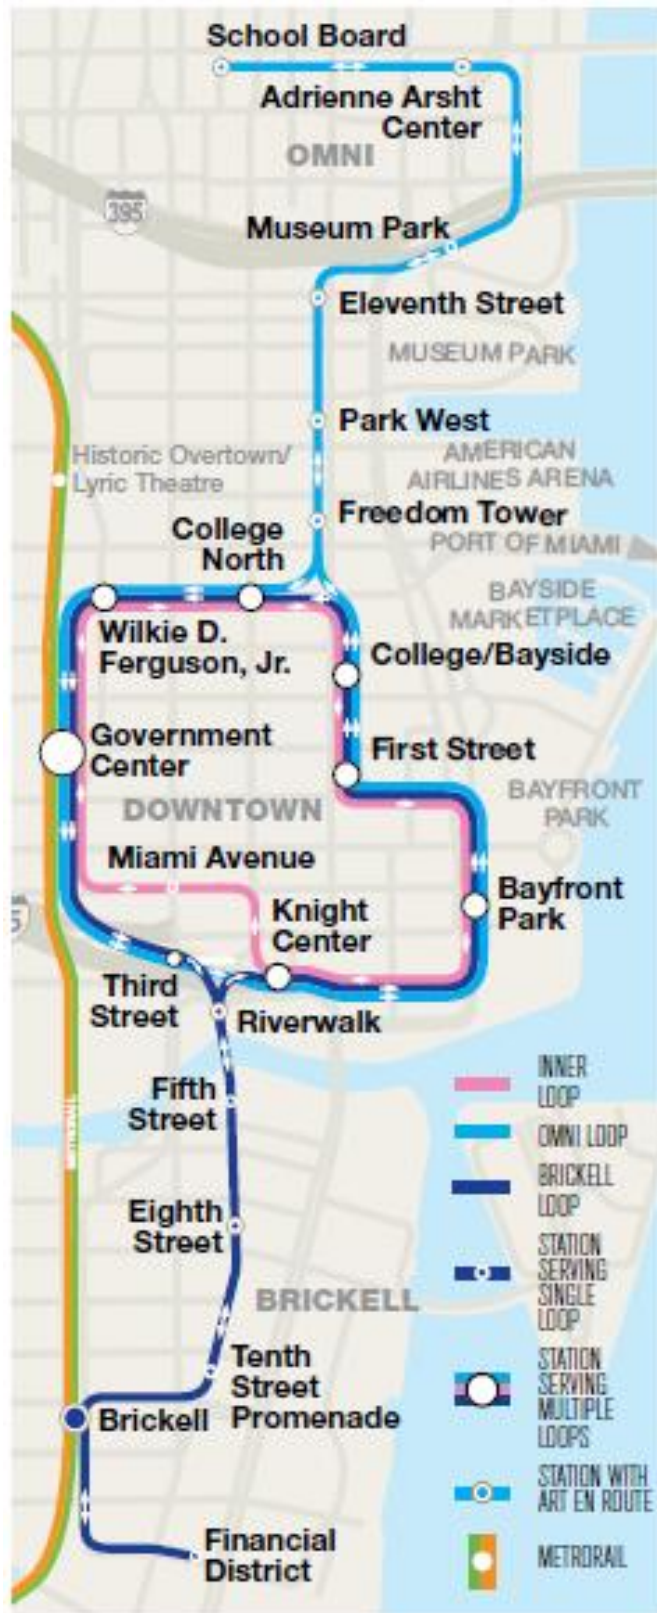 School Board
Adrienne Arsht
Center
OMNI
395
Museum Park
Eleventh Street
MUSEUM PARK
Park West
Historic Overtown/
Lyric Theatre
AMERICAN
AIRLINES ARENA
College
North
Freedom Tower
PORT OF MIAMI
BAYSIDE
MARKETPLACE
Wilkie D.
Ferguson, Jr.
College/Bayside
Government
Center
First Street
DOWNTOWN
BAYFRONT
PARK
Miami Avenue
Knight
Center
Bayfront
Park
5
Third
Street
Riverwalk
Fifth
Street
Eighth
Street
BRICKELL
Tenth
Street
Promenade
Brickell
Financial
District
INNER
LOOP
OMNI LOOP
BRICKELL
LOOP
STATION
SERVING
SINGLE
LOOP
STATION
SERVING
MULTIPLE
LOOPS
STATION WITH
ART EN ROUTE
METRORAIL